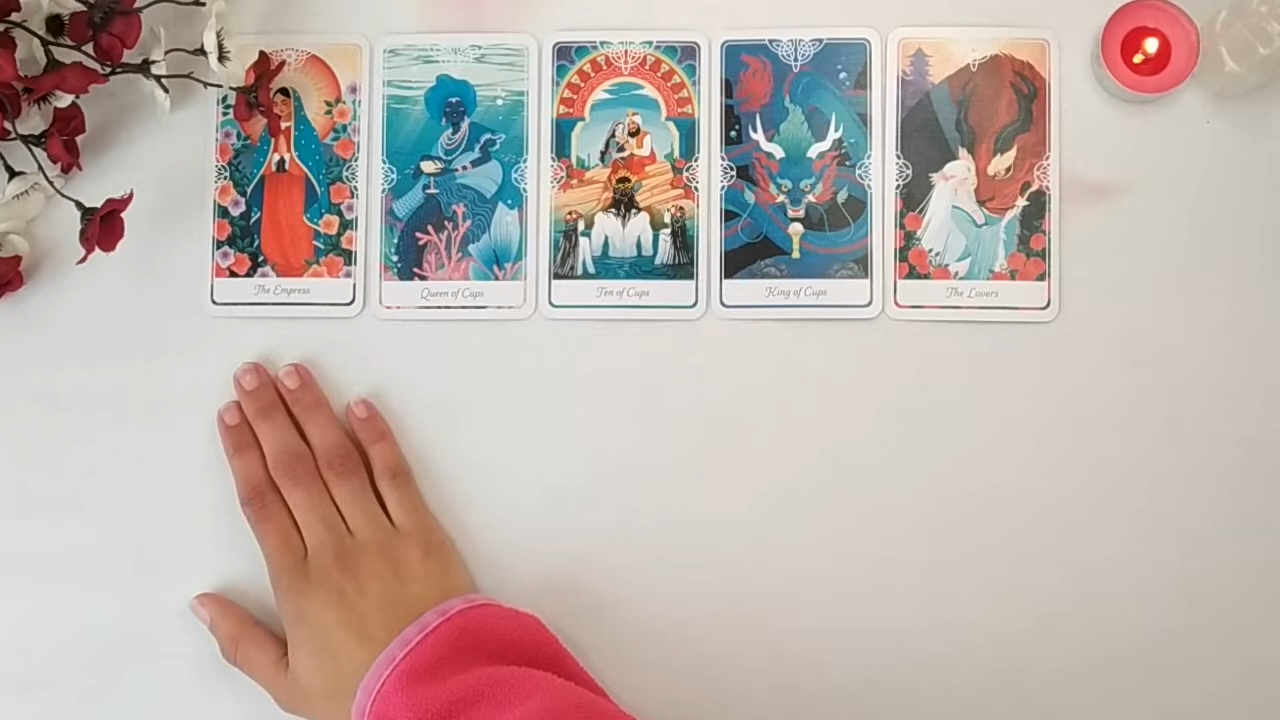 The Empress
Queen of Cups
Ten of Cups
King of Cups
The Lovers